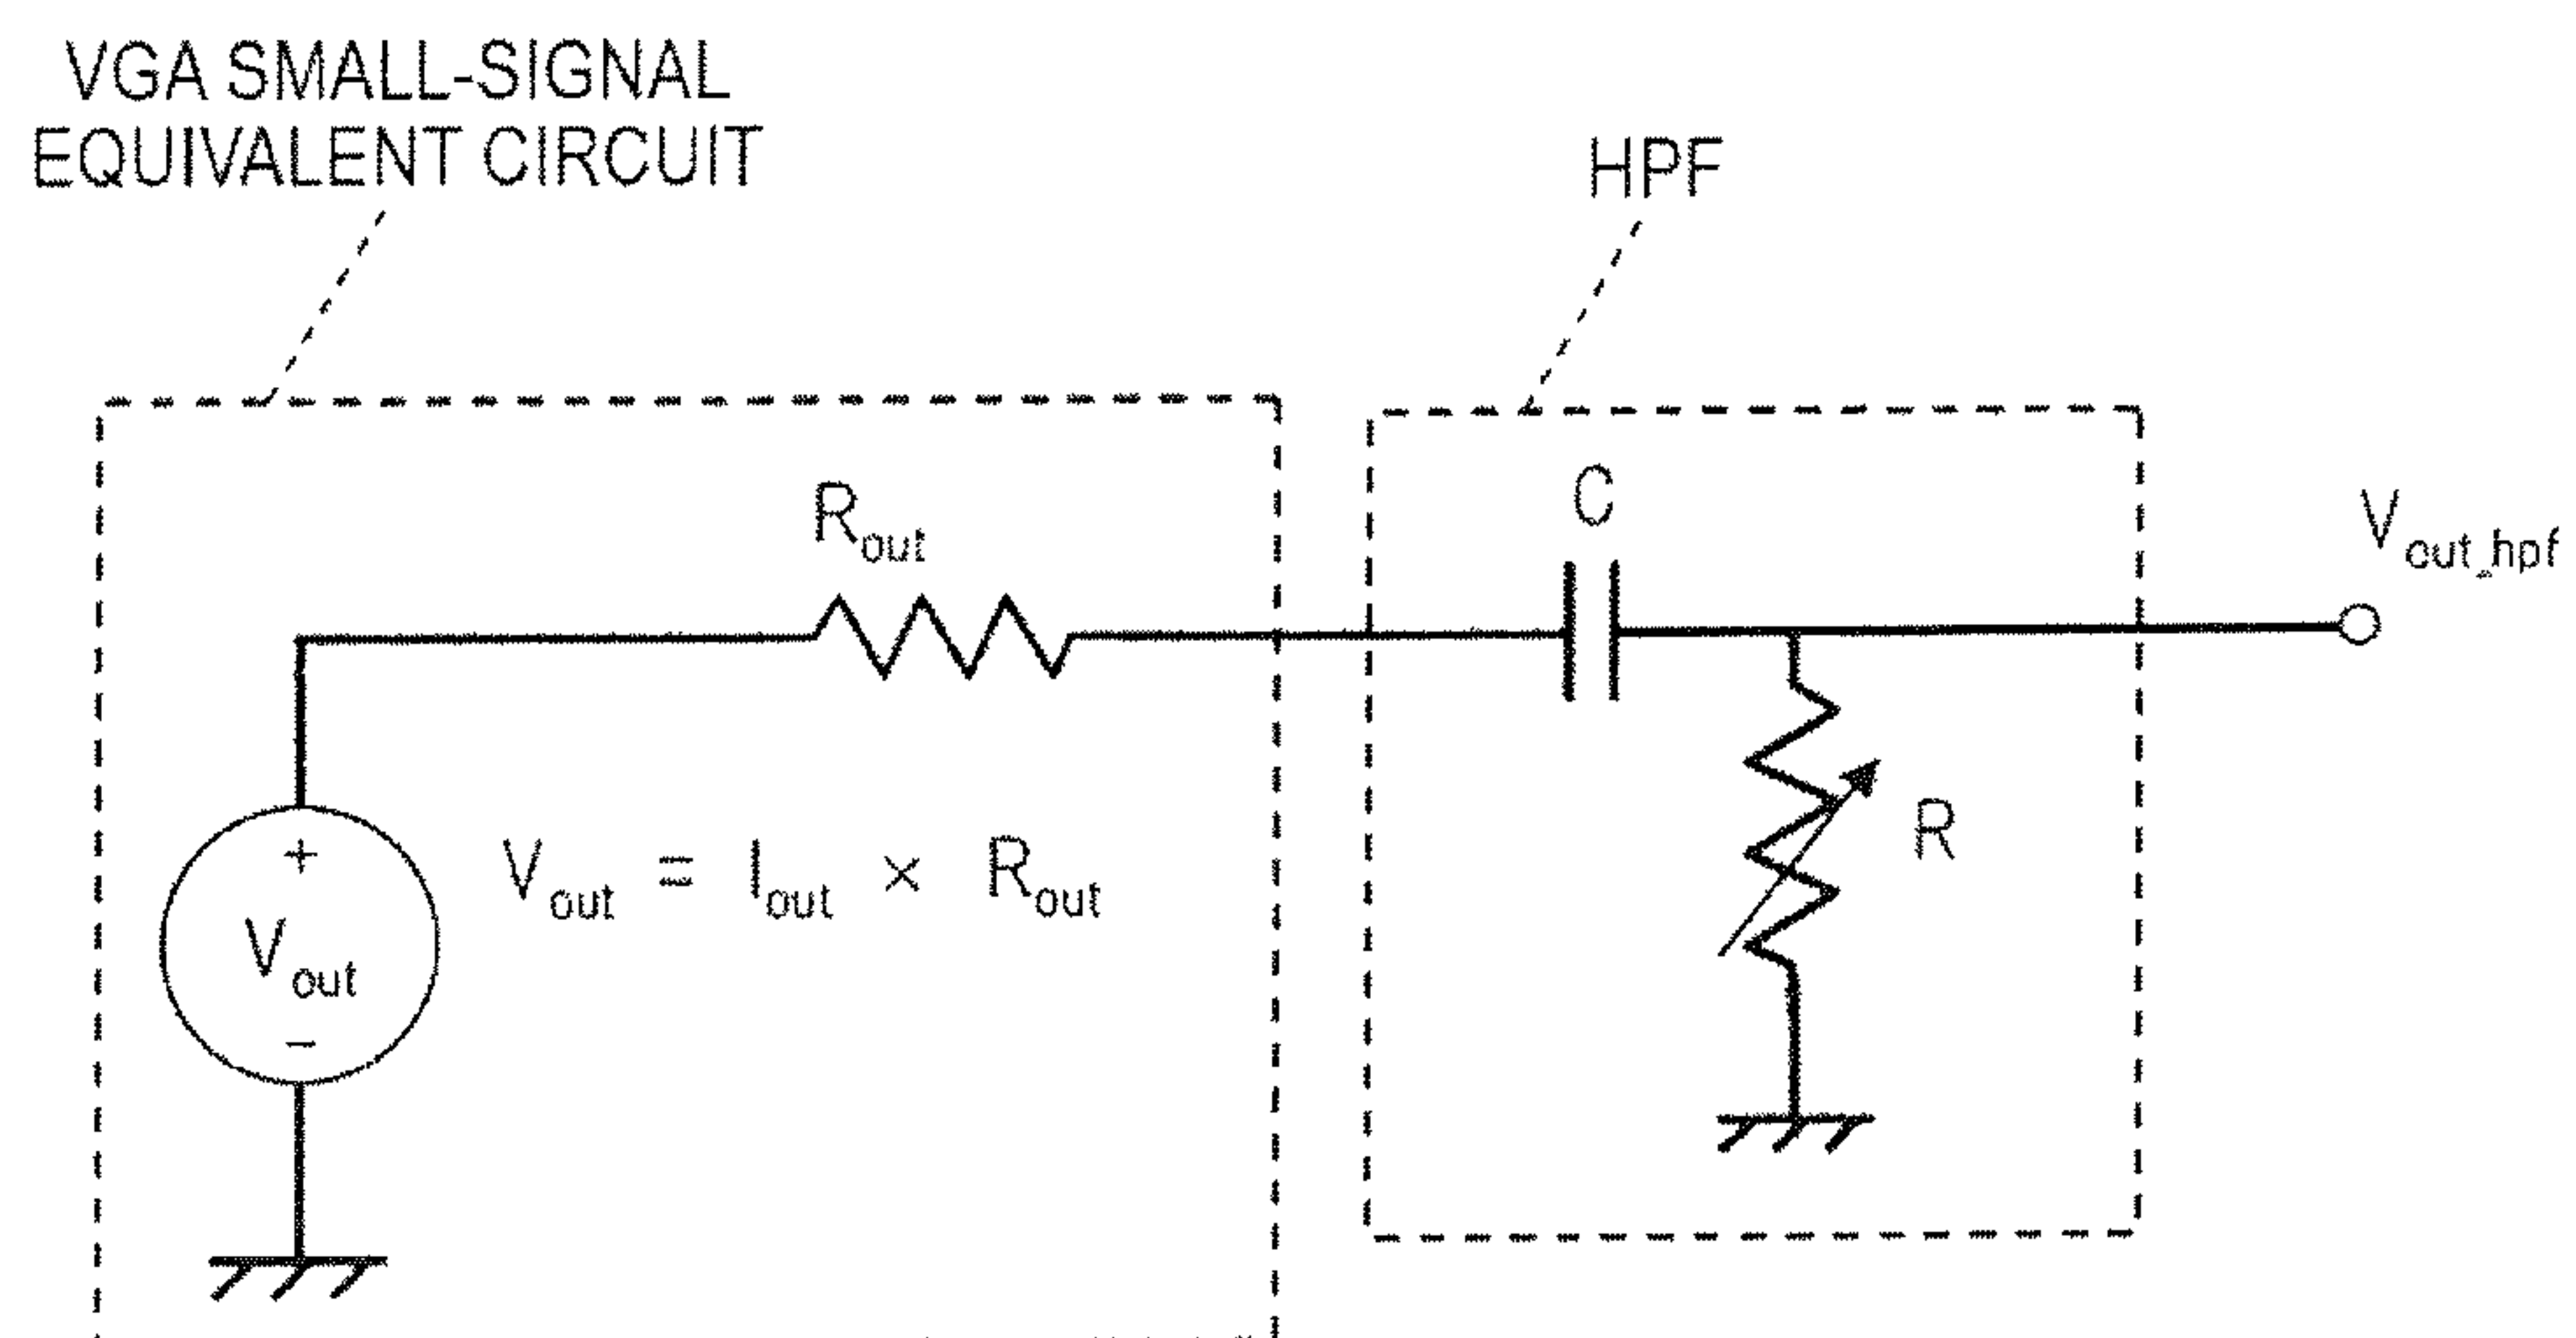 VGA SMALL-SIGNAL
EQUIVALENT CIRCUIT
HPF
Rout
C
Vout_hpf
+
Vout
−
Vout = Iout × Rout
R